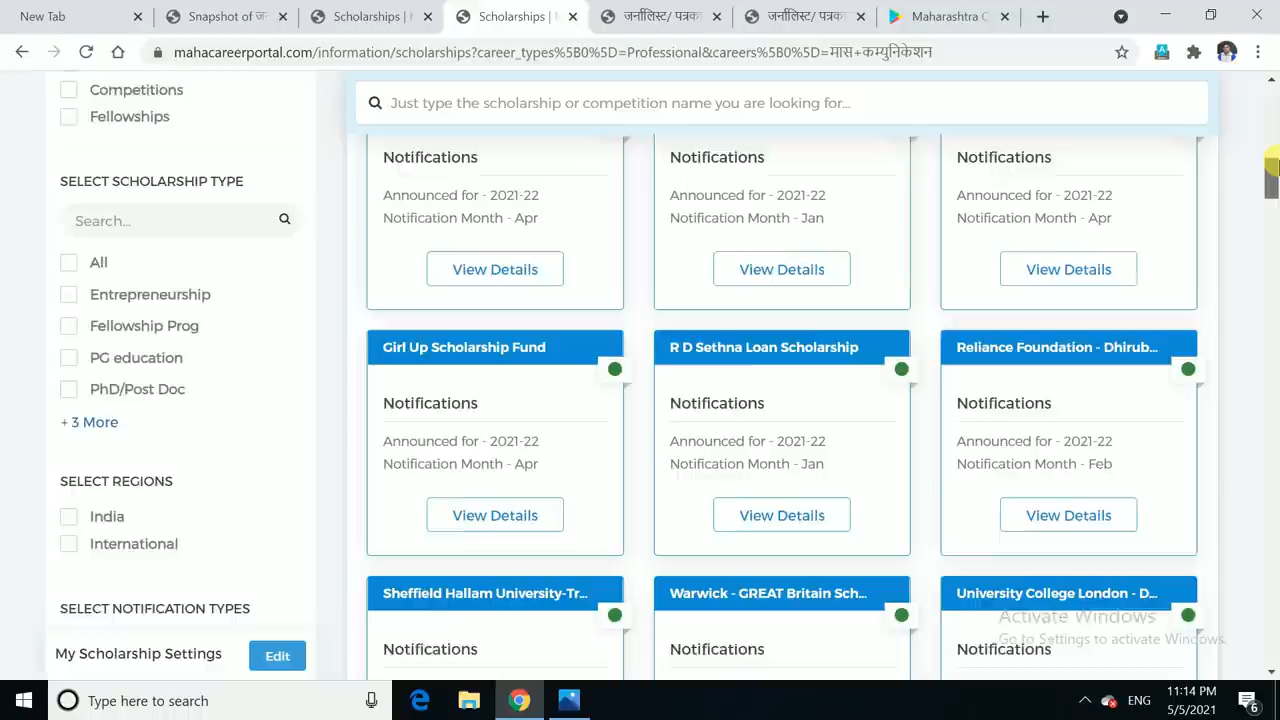 New Tab
Snapshot of जन
Scholarships |
Scholarships |
जर्नालिस्ट/ पत्रका
जर्नालिस्ट/ पत्रका
Maharashtra C
mahacareerportal.com/information/scholarships?career_types%5B0%5D=Professional&careers%5B0%5D=मास+कम्युनिकेशन
Competitions
Fellowships
SELECT SCHOLARSHIP TYPE
Search...
All
Entrepreneurship
Fellowship Prog
PG education
PhD/Post Doc
+ 3 More
SELECT REGIONS
India
International
SELECT NOTIFICATION TYPES
My Scholarship Settings
Edit
Just type the scholarship or competition name you are looking for...
Notifications
Announced for - 2021-22
Notification Month - Apr
View Details
Notifications
Announced for - 2021-22
Notification Month - Jan
View Details
Notifications
Announced for - 2021-22
Notification Month - Apr
View Details
Girl Up Scholarship Fund
Notifications
Announced for - 2021-22
Notification Month - Apr
View Details
R D Sethna Loan Scholarship
Notifications
Announced for - 2021-22
Notification Month - Jan
View Details
Reliance Foundation - Dhirub...
Notifications
Announced for - 2021-22
Notification Month - Feb
View Details
Sheffield Hallam University-Tr...
Notifications
Warwick - GREAT Britain Sch...
Notifications
University College London - D...
Notifications
Activate Windows
Go to Settings to activate Windows.
Type here to search
ENG
11:14 PM
5/5/2021
6